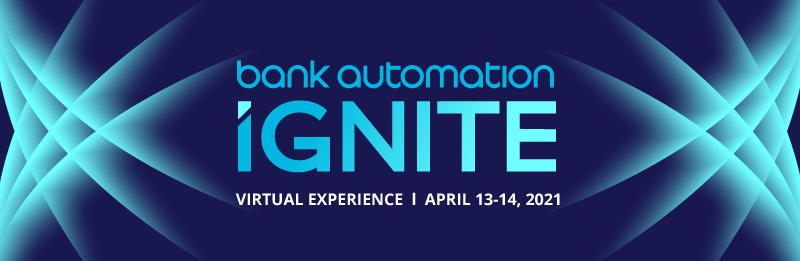 bank automation
iGNITE
VIRTUAL EXPERIENCE | APRIL 13-14, 2021